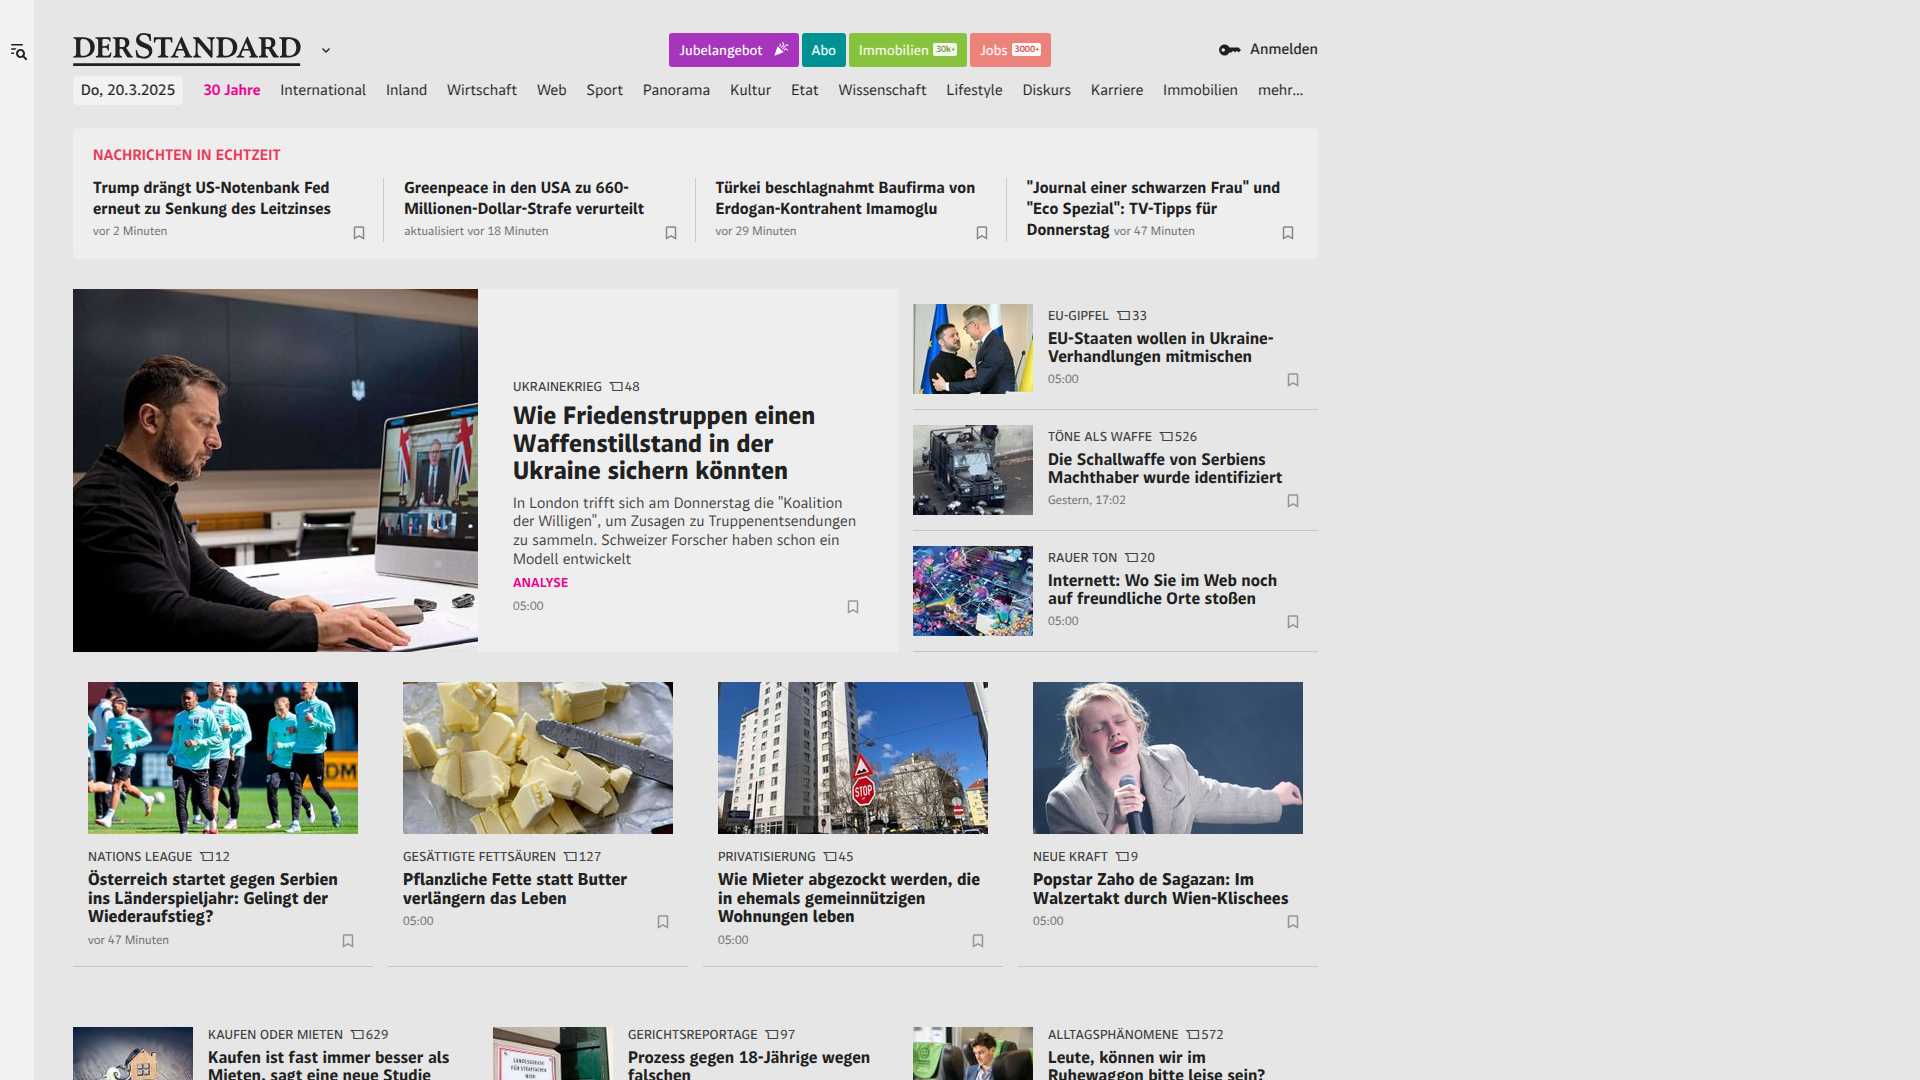 DERSTANDARD
Jubelangebot
Abo
Immobilien 30k+
Jobs 3000+
Anmelden
Do, 20.3.2025
30 Jahre
International
Inland
Wirtschaft
Web
Sport
Panorama
Kultur
Etat
Wissenschaft
Lifestyle
Diskurs
Karriere
Immobilien
mehr...
NACHRICHTEN IN ECHTZEIT
Trump drängt US-Notenbank Fed
erneut zu Senkung des Leitzinses
vor 2 Minuten
Greenpeace in den USA zu 660-
Millionen-Dollar-Strafe verurteilt
aktualisiert vor 18 Minuten
Türkei beschlagnahmt Baufirma von
Erdogan-Kontrahent Imamoglu
vor 29 Minuten
"Journal einer schwarzen Frau" und
"Eco Spezial": TV-Tipps für
Donnerstag vor 47 Minuten
UKRAINEKRIEG 48
Wie Friedenstruppen einen
Waffenstillstand in der
Ukraine sichern könnten
In London trifft sich am Donnerstag die "Koalition
der Willigen", um Zusagen zu Truppenentsendungen
zu sammeln. Schweizer Forscher haben schon ein
Modell entwickelt
ANALYSE
05:00
EU-GIPFEL 33
EU-Staaten wollen in Ukraine-
Verhandlungen mitmischen
05:00
TÖNE ALS WAFFE 526
Die Schallwaffe von Serbiens
Machthaber wurde identifiziert
Gestern, 17:02
RAUER TON 20
Internett: Wo Sie im Web noch
auf freundliche Orte stoßen
05:00
NATIONS LEAGUE 12
Österreich startet gegen Serbien
ins Länderspieljahr: Gelingt der
Wiederaufstieg?
vor 47 Minuten
GESÄTTIGTE FETTSÄUREN 127
Pflanzliche Fette statt Butter
verlängern das Leben
05:00
STOP
PRIVATISIERUNG 45
Wie Mieter abgezockt werden, die
in ehemals gemeinnützigen
Wohnungen leben
05:00
NEUE KRAFT 9
Popstar Zaho de Sagazan: Im
Walzertakt durch Wien-Klischees
05:00
KAUFEN ODER MIETEN 629
Kaufen ist fast immer besser als
Mieten, sagt eine neue Studie
LANDESGERICHT
FÜR STRAFSACHEN
WIEN
GERICHTSREPORTAGE 97
Prozess gegen 18-Jährige wegen
falschen
ALLTAGSPHÄNOMENE 572
Leute, können wir im
Ruhewaggon bitte leise sein?